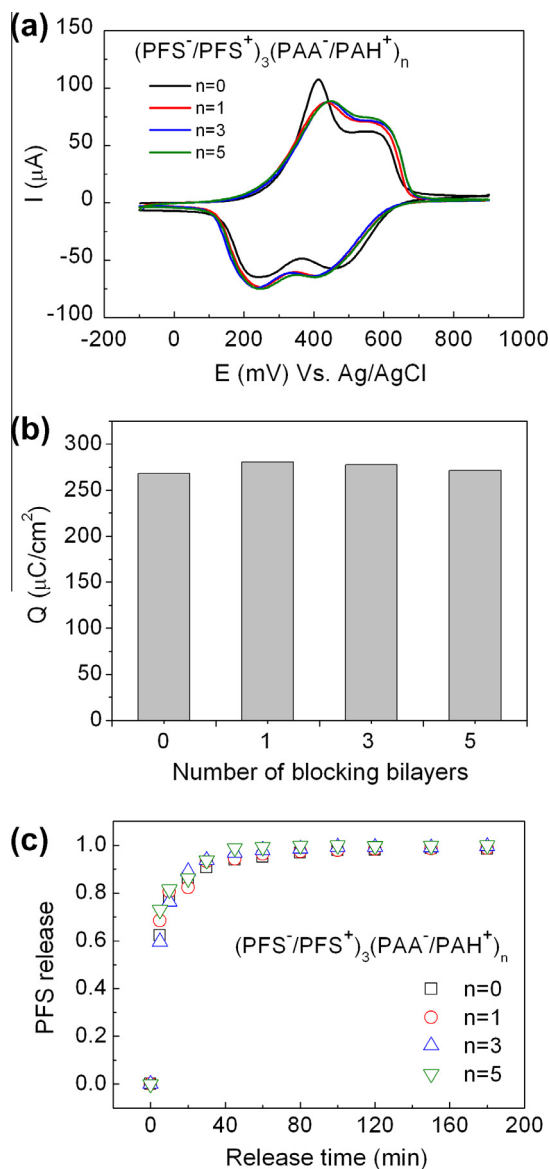 (a)
(PFS⁻/PFS⁺)₃(PAA⁻/PAH⁺)ₙ
n=0
n=1
n=3
n=5
150
100
50
0
-50
-100
I (μA)
-200 0 200 400 600 800 1000
E (mV) Vs. Ag/AgCl
(b)
300
250
200
150
100
50
0
Q (μC/cm²)
0 1 3 5
Number of blocking bilayers
(c)
1.0
0.8
0.6
0.4
0.2
0.0
PFS release
(PFS⁻/PFS⁺)₃(PAA⁻/PAH⁺)ₙ
n=0
n=1
n=3
n=5
0 40 80 120 160 200
Release time (min)